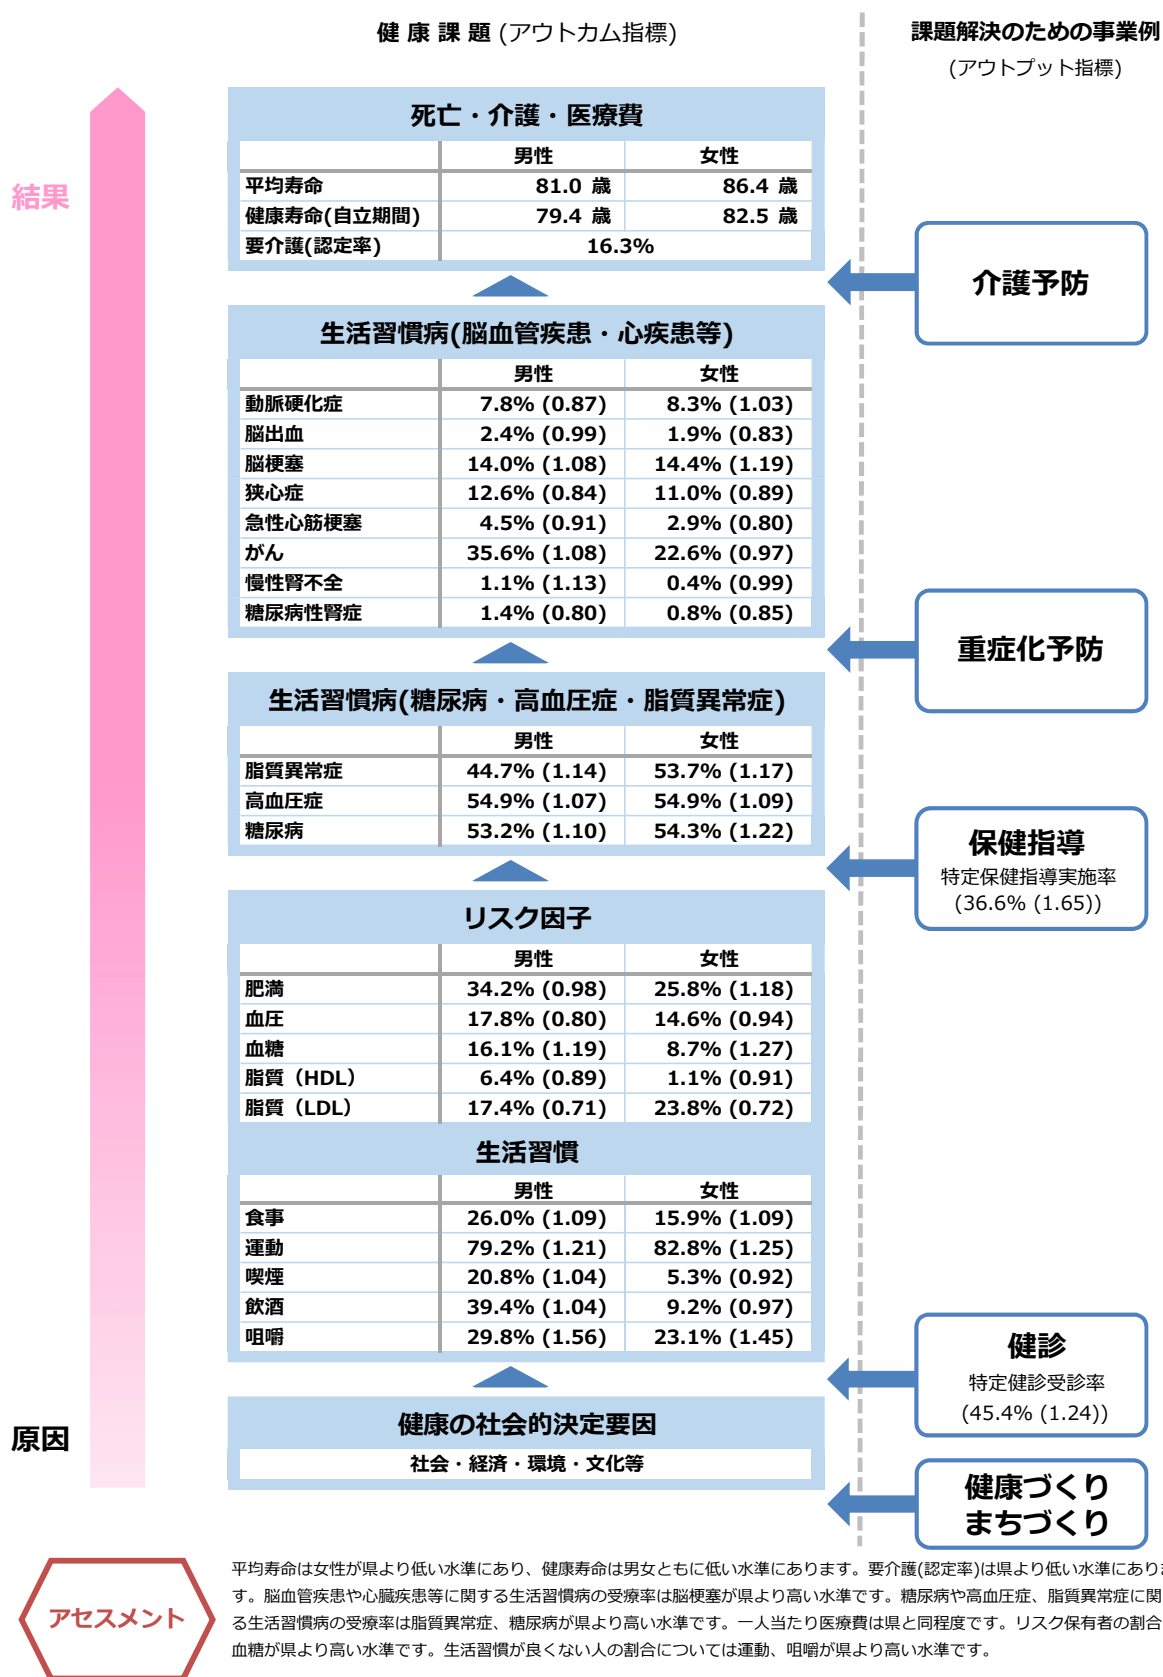 健 康 課 題 (アウトカム指標)
課題解決のための事業例
(アウトプット指標)
結果
原因
死亡・介護・医療費
男性 女性
平均寿命 81.0 歳 86.4 歳
健康寿命(自立期間) 79.4 歳 82.5 歳
要介護(認定率) 16.3%
介護予防
生活習慣病(脳血管疾患・心疾患等)
男性 女性
動脈硬化症 7.8% (0.87) 8.3% (1.03)
脳出血 2.4% (0.99) 1.9% (0.83)
脳梗塞 14.0% (1.08) 14.4% (1.19)
狭心症 12.6% (0.84) 11.0% (0.89)
急性心筋梗塞 4.5% (0.91) 2.9% (0.80)
がん 35.6% (1.08) 22.6% (0.97)
慢性腎不全 1.1% (1.13) 0.4% (0.99)
糖尿病性腎症 1.4% (0.80) 0.8% (0.85)
重症化予防
生活習慣病(糖尿病・高血圧症・脂質異常症)
男性 女性
脂質異常症 44.7% (1.14) 53.7% (1.17)
高血圧症 54.9% (1.07) 54.9% (1.09)
糖尿病 53.2% (1.10) 54.3% (1.22)
保健指導
特定保健指導実施率
(36.6% (1.65))
リスク因子
男性 女性
肥満 34.2% (0.98) 25.8% (1.18)
血圧 17.8% (0.80) 14.6% (0.94)
血糖 16.1% (1.19) 8.7% (1.27)
脂質（HDL） 6.4% (0.89) 1.1% (0.91)
脂質（LDL） 17.4% (0.71) 23.8% (0.72)
生活習慣
男性 女性
食事 26.0% (1.09) 15.9% (1.09)
運動 79.2% (1.21) 82.8% (1.25)
喫煙 20.8% (1.04) 5.3% (0.92)
飲酒 39.4% (1.04) 9.2% (0.97)
咀嚼 29.8% (1.56) 23.1% (1.45)
健診
特定健診受診率
(45.4% (1.24))
健康の社会的決定要因
社会・経済・環境・文化等
健康づくり
まちづくり
アセスメント
平均寿命は女性が県より低い水準にあり、健康寿命は男女ともに低い水準にあります。要介護(認定率)は県より低い水準にありま
す。脳血管疾患や心臓疾患等に関する生活習慣病の受療率は脳梗塞が県より高い水準です。糖尿病や高血圧症、脂質異常症に関
る生活習慣病の受療率は脂質異常症、糖尿病が県より高い水準です。一人当たり医療費は県と同程度です。リスク保有者の割合
血糖が県より高い水準です。生活習慣が良くない人の割合については運動、咀嚼が県より高い水準です。